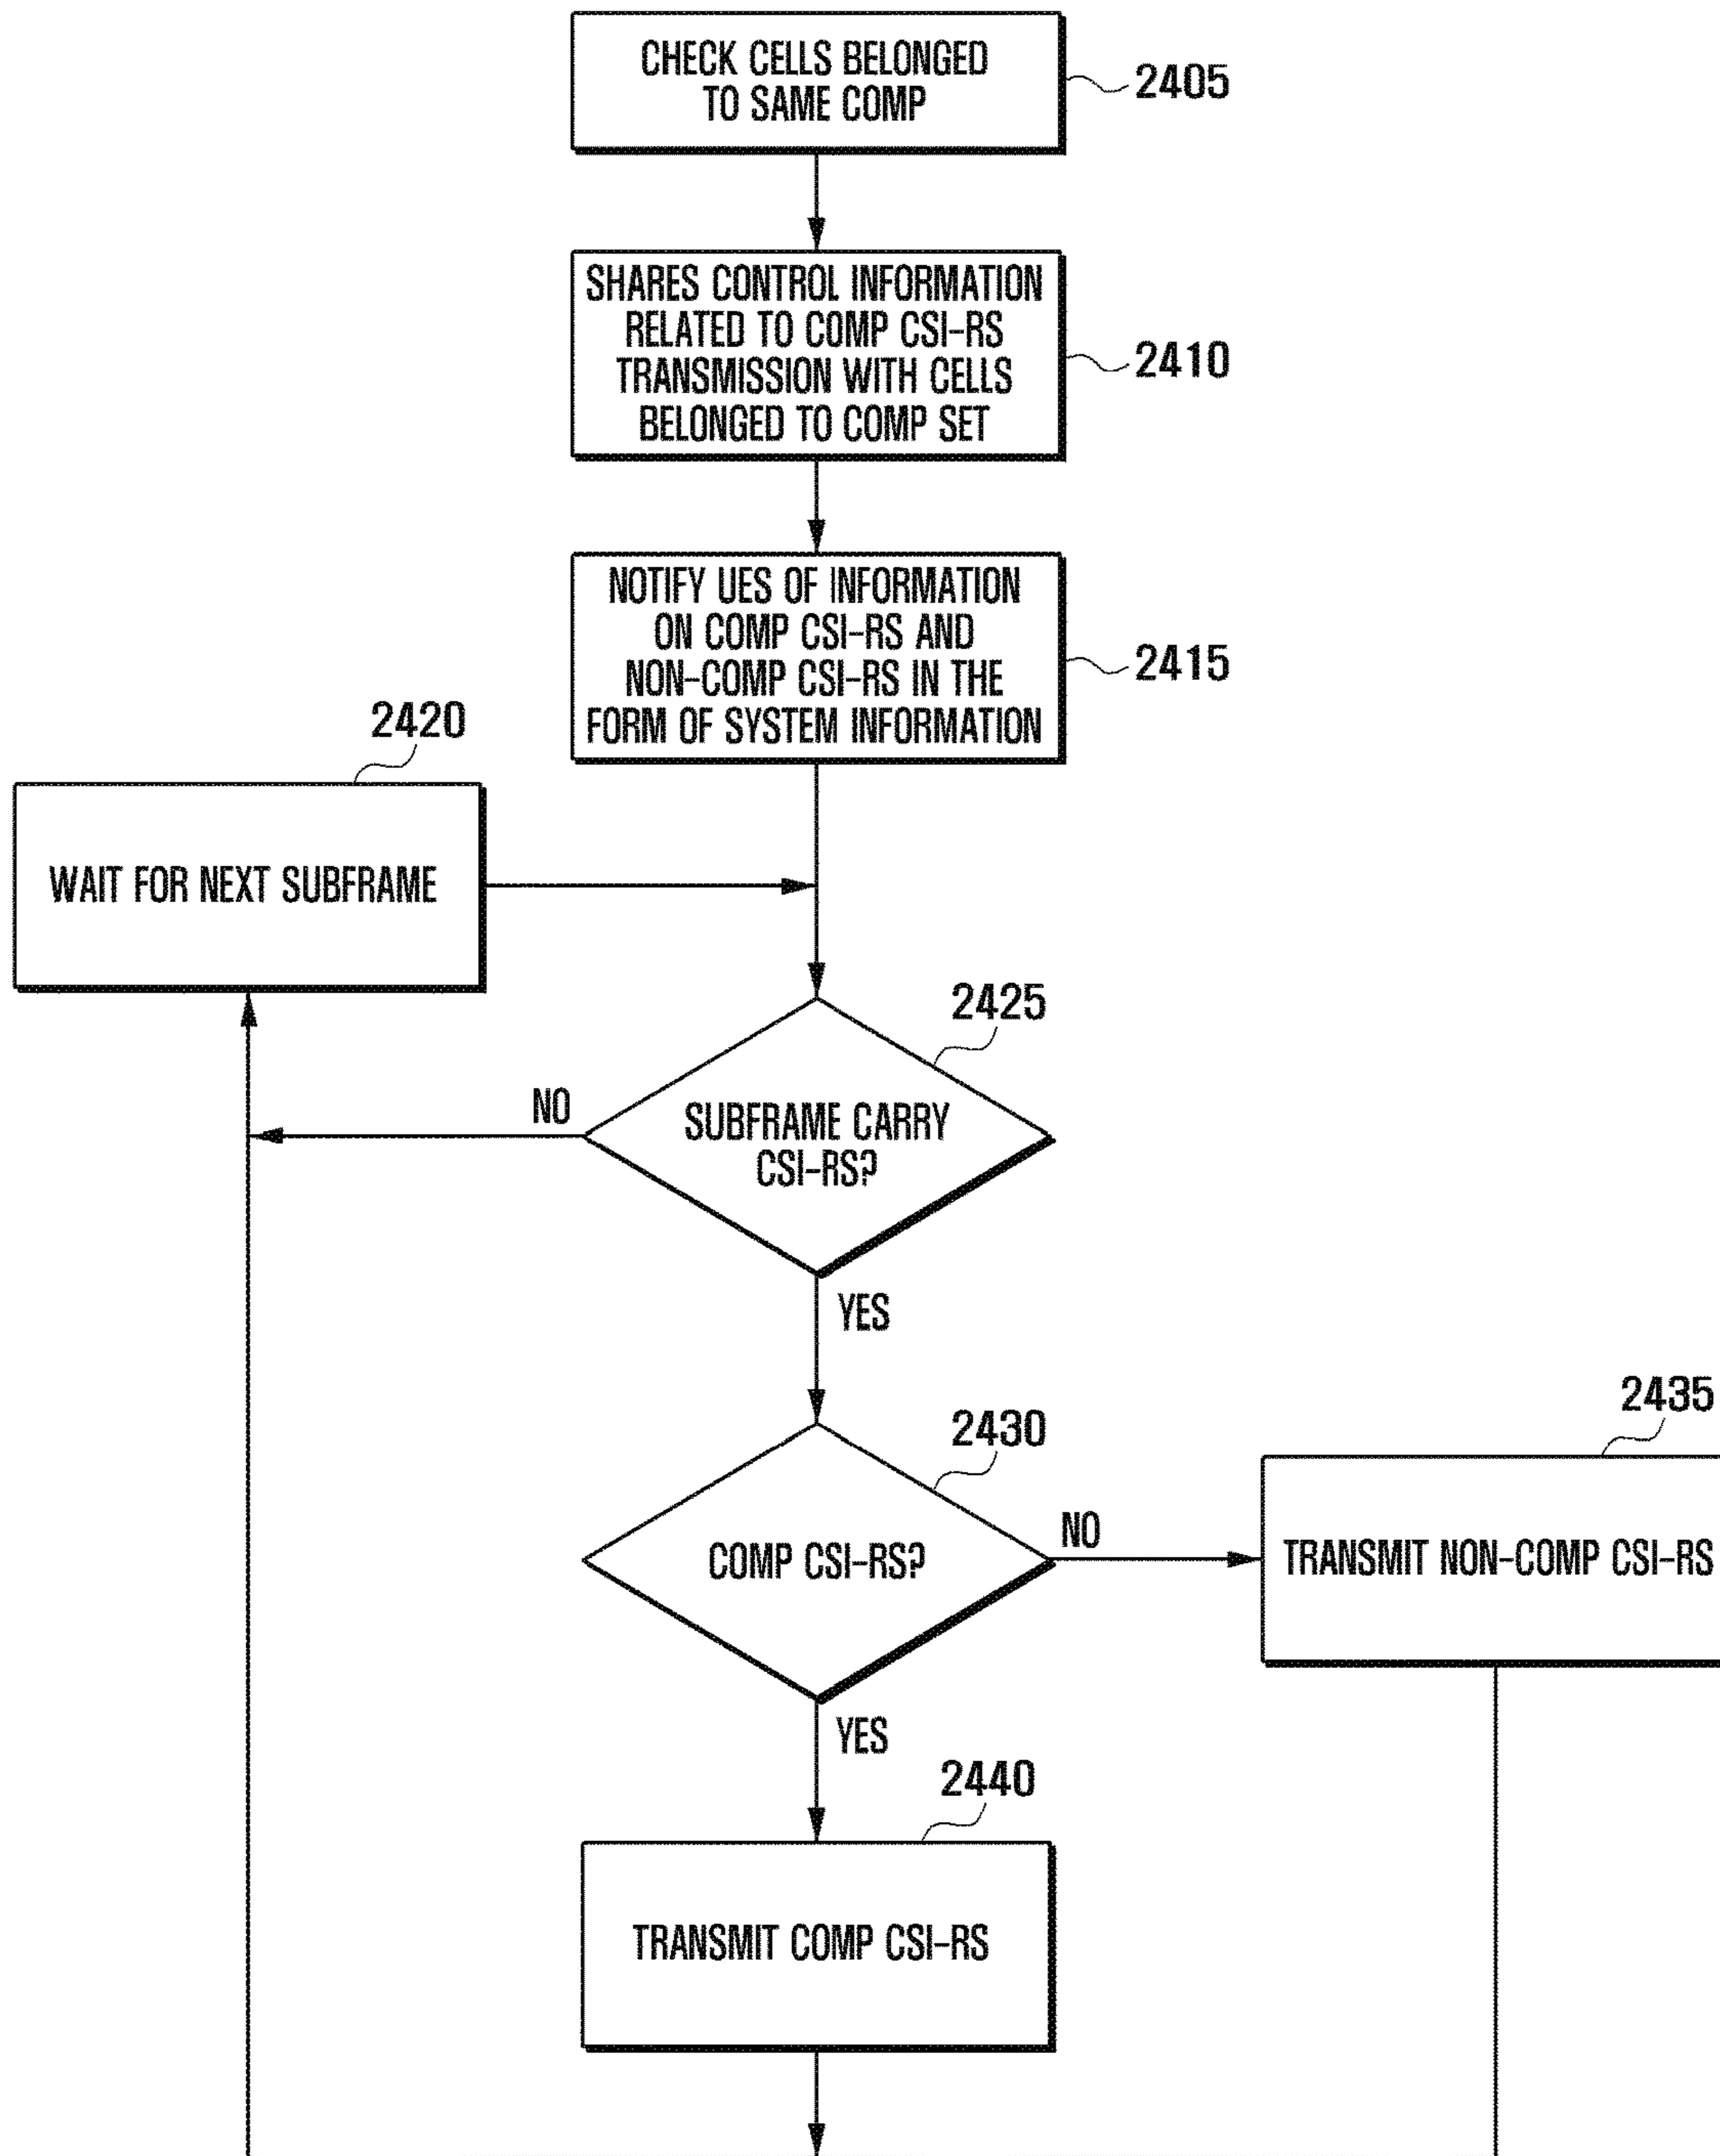 CHECK CELLS BELONGED
TO SAME COMP
2405
SHARES CONTROL INFORMATION
RELATED TO COMP CSI-RS
TRANSMISSION WITH CELLS
BELONGED TO COMP SET
2410
NOTIFY UES OF INFORMATION
ON COMP CSI-RS AND
NON-COMP CSI-RS IN THE
FORM OF SYSTEM INFORMATION
2415
2420
WAIT FOR NEXT SUBFRAME
2425
SUBFRAME CARRY
CSI-RS?
NO
YES
2430
COMP CSI-RS?
NO
2435
TRANSMIT NON-COMP CSI-RS
YES
2440
TRANSMIT COMP CSI-RS